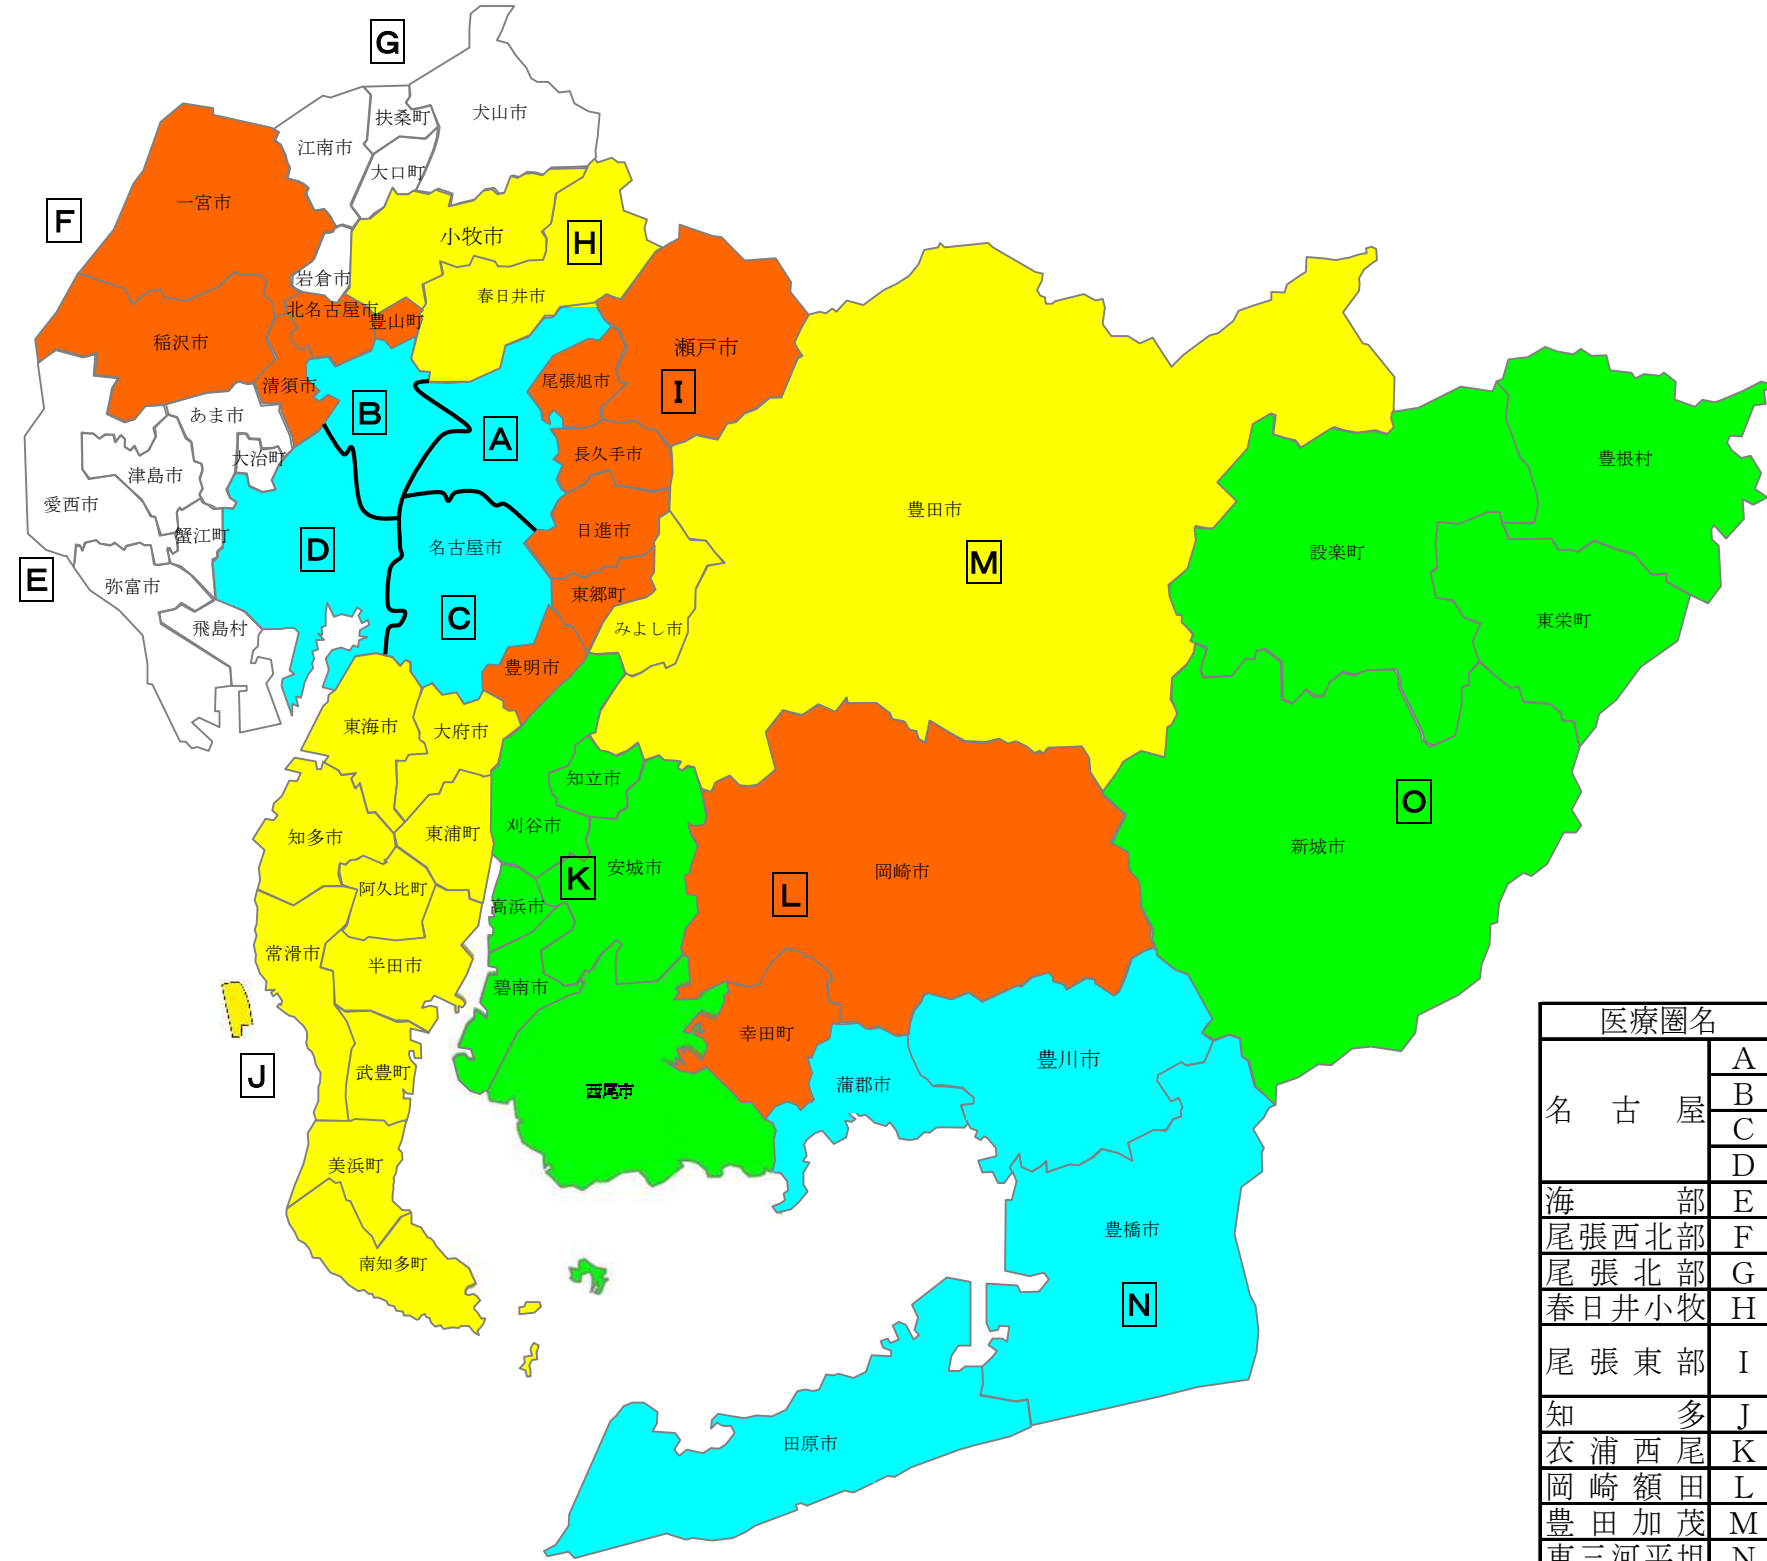 G
犬山市
扶桑町
江南市
大口町
一宮市
F
小牧市
H
岩倉市
春日井市
北名古屋市
豊山町
稲沢市
瀬戸市
尾張旭市
清須市
I
B
あま市
A
長久手市
大治町
豊根村
津島市
愛西市
豊田市
日進市
蟹江町
D
名古屋市
設楽町
M
E
弥富市
東郷町
C
東栄町
飛島村
みよし市
豊明市
東海市
大府市
知立市
O
刈谷市
東浦町
知多市
新城市
安城市
岡崎市
K
阿久比町
L
高浜市
常滑市
半田市
碧南市
幸田町
豊川市
武豊町
J
蒲郡市
西尾市
美浜町
豊橋市
南知多町
N
田原市
医療圏名
名古屋
A
B
C
D
海部 E
尾張西北部 F
尾張北部 G
春日井小牧 H
尾張東部 I
知多 J
衣浦西尾 K
岡崎額田 L
豊田加茂 M
東三河平坦 N